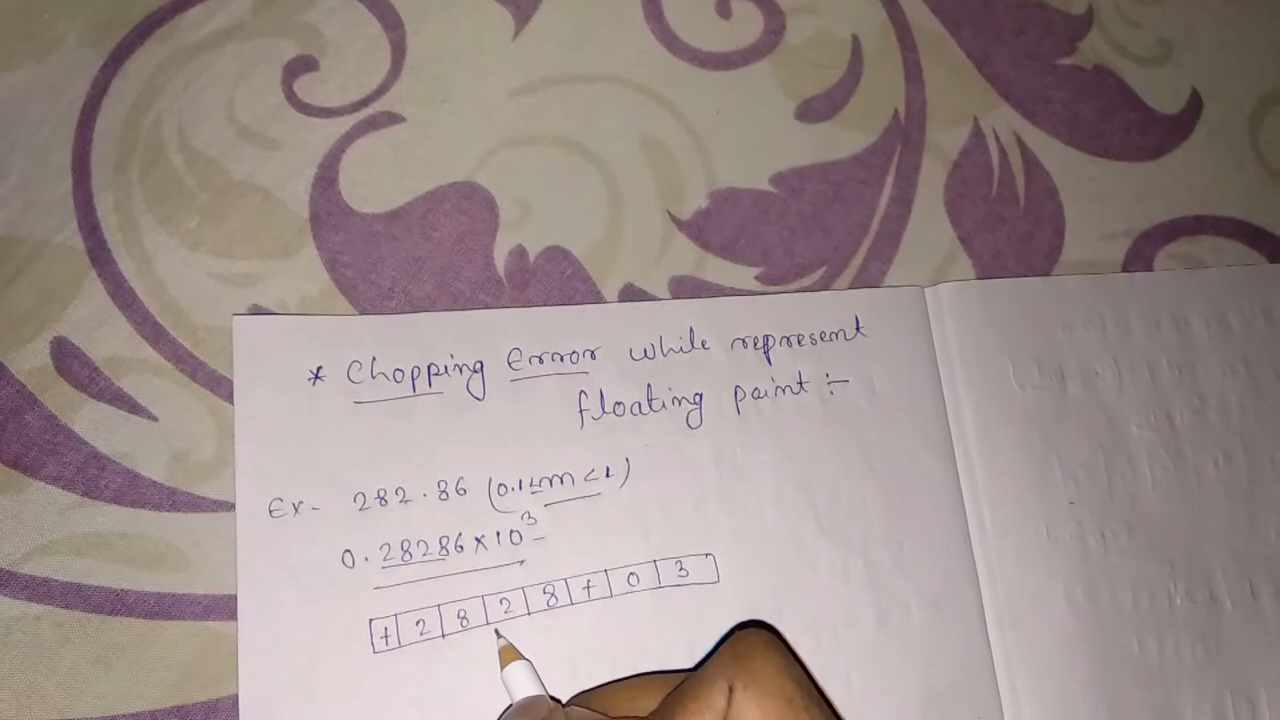 * Chopping Error while represent
floating point :-
Ex- 282.86 (0.1≤m<1)
0.28286×10³
+ 2 8 2 8 + 0 3